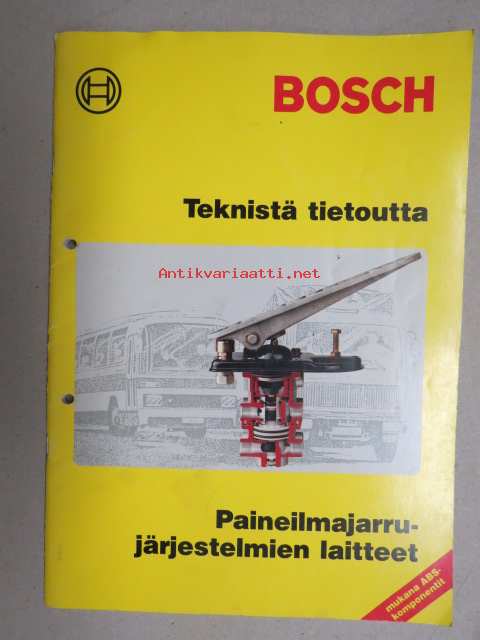 BOSCH
Teknistä tietoutta
Antikvariaatti.net
Paineilmajarru-
järjestelmien laitteet
mukana ABS-
komponentit